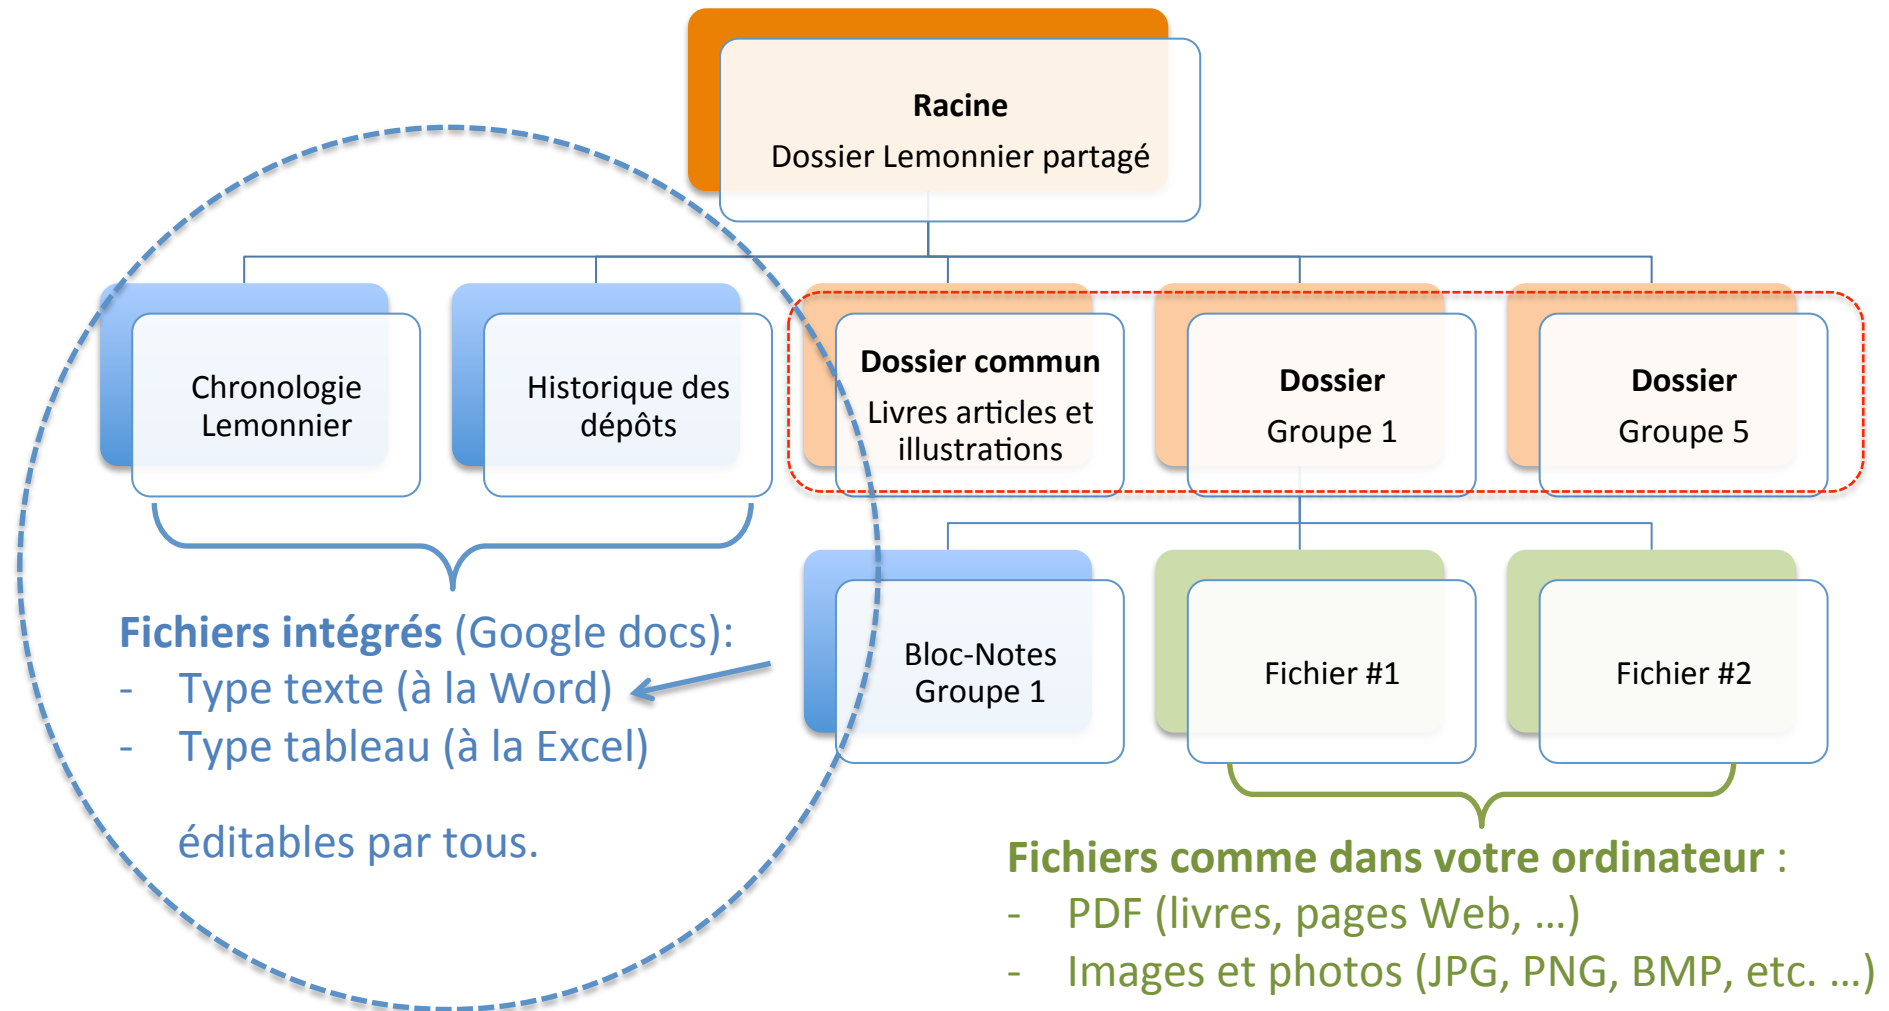 Racine
Dossier Lemonnier partagé
Chronologie
Lemonnier
Historique des
dépôts
Dossier commun
Livres articles et
illustrations
Dossier
Groupe 1
Dossier
Groupe 5
Fichiers intégrés (Google docs):
- Type texte (à la Word)
- Type tableau (à la Excel)
éditables par tous.
Bloc-Notes
Groupe 1
Fichier #1
Fichier #2
Fichiers comme dans votre ordinateur :
- PDF (livres, pages Web, ...)
- Images et photos (JPG, PNG, BMP, etc. ...)